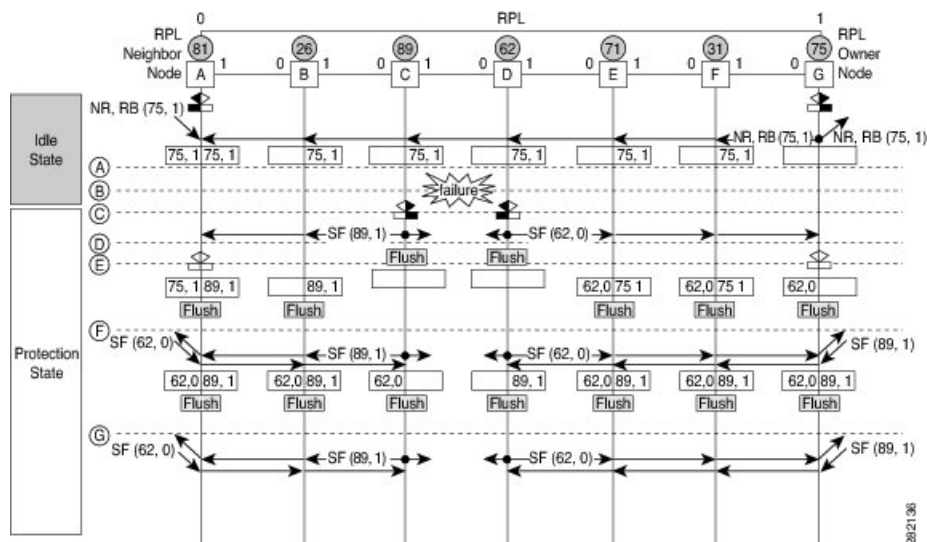 0 RPL 1
RPL Neighbor Node
81 26 89 62 71 31 75
RPL Owner Node
A 0 1 B 0 1 C 0 1 D 0 1 E 0 1 F 0 1 G 0
1
Idle State
NR, RB (75, 1)
NR, RB (75, 1) NR, RB (75, 1)
75, 1 75, 1 75, 1 75, 1 75, 1 75, 1 75, 1
A
B
failure
C
SF (89, 1) SF (62, 0)
D
Flush Flush
E
75, 1 89, 1 89, 1 62,0 75 1 62,0 75 1 62,0
Flush Flush Flush Flush Flush
Protection State
F
SF (62, 0) SF (89, 1) SF (62, 0) SF (89, 1)
62,0 89, 1 62,0 89, 1 62,0 89, 1 62,0 89, 1 62,0 89, 1 62,0 89, 1
Flush Flush Flush Flush Flush Flush Flush
G
SF (62, 0) SF (89, 1) SF (62, 0) SF (89, 1)
282136